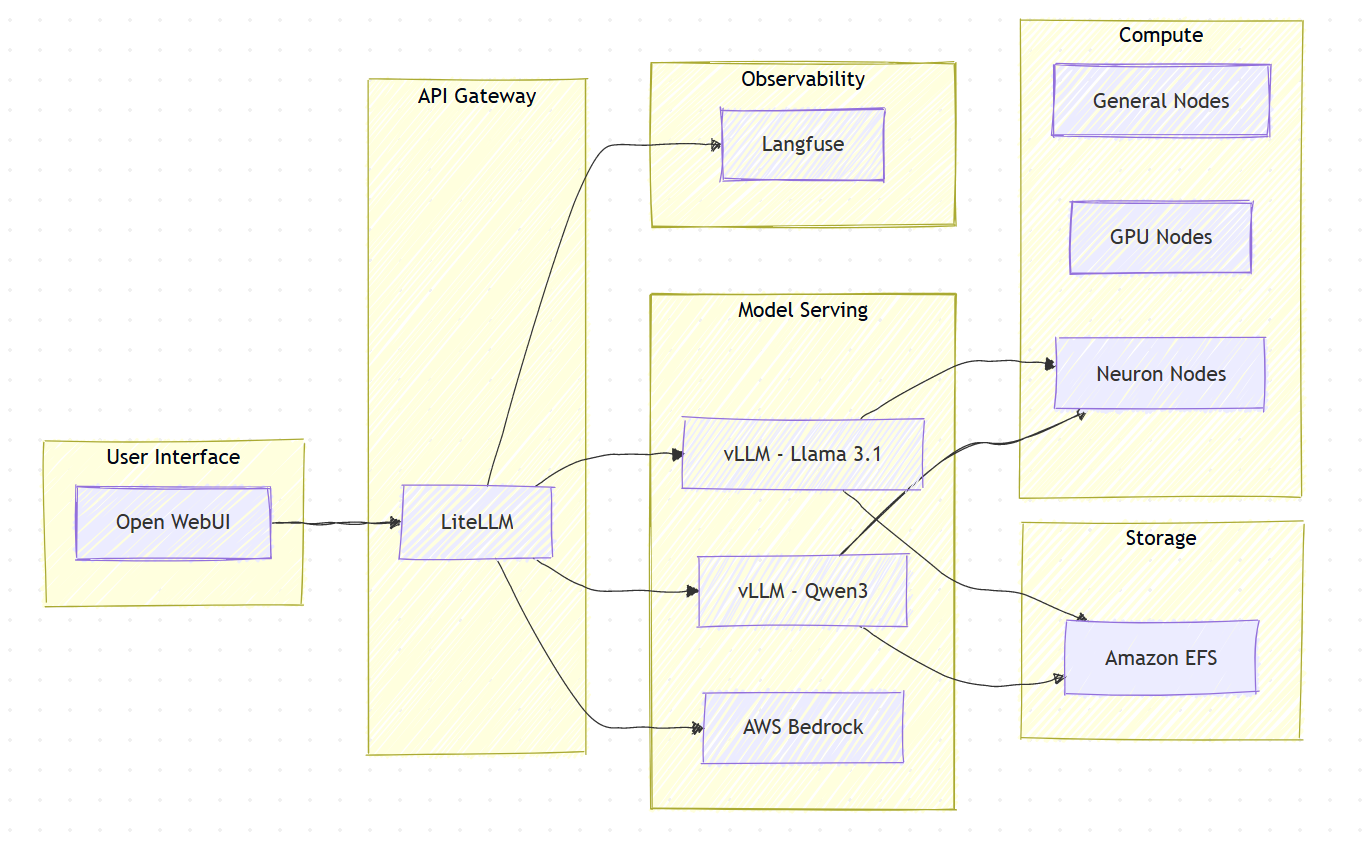 User Interface
Open WebUI
API Gateway
LiteLLM
Observability
Langfuse
Model Serving
vLLM - Llama 3.1
vLLM - Qwen3
AWS Bedrock
Compute
General Nodes
GPU Nodes
Neuron Nodes
Storage
Amazon EFS